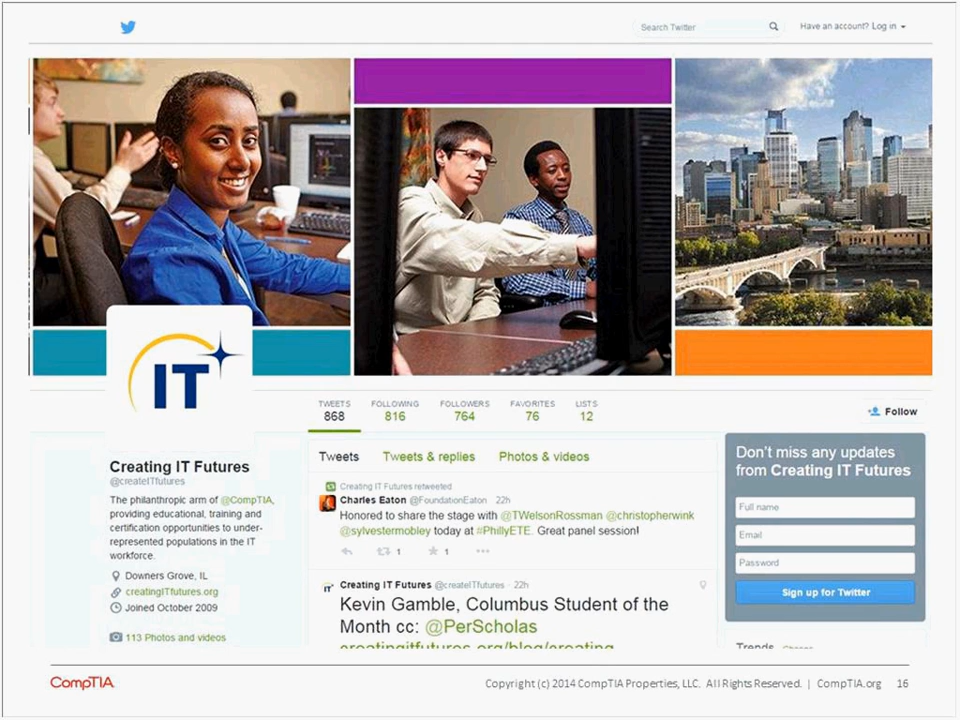 Search Twitter
Have an account? Log in
IT
TWEETS
868
FOLLOWING
816
FOLLOWERS
764
FAVORITES
76
LISTS
12
Follow
Creating IT Futures
@createITfutures
The philanthropic arm of @CompTIA,
providing educational, training and
certification opportunities to under-
represented populations in the IT
workforce.
Downers Grove, IL
creatingITfutures.org
Joined October 2009
113 Photos and videos
Tweets
Tweets & replies
Photos & videos
Creating IT Futures retweeted
Charles Eaton @FoundationEaton · 22h
Honored to share the stage with @TWelsonRossman @christopherwink
@sylvestermobley today at #PhillyETE. Great panel session!
1
1
IT
Creating IT Futures @createITfutures · 22h
Kevin Gamble, Columbus Student of the
Month cc: @PerScholas
creatingitfutures.org/blog/creating
Don't miss any updates
from Creating IT Futures
Full name
Email
Password
Sign up for Twitter
Trends Change
CompTIA
Copyright (c) 2014 CompTIA Properties, LLC. All Rights Reserved. | CompTIA.org 16